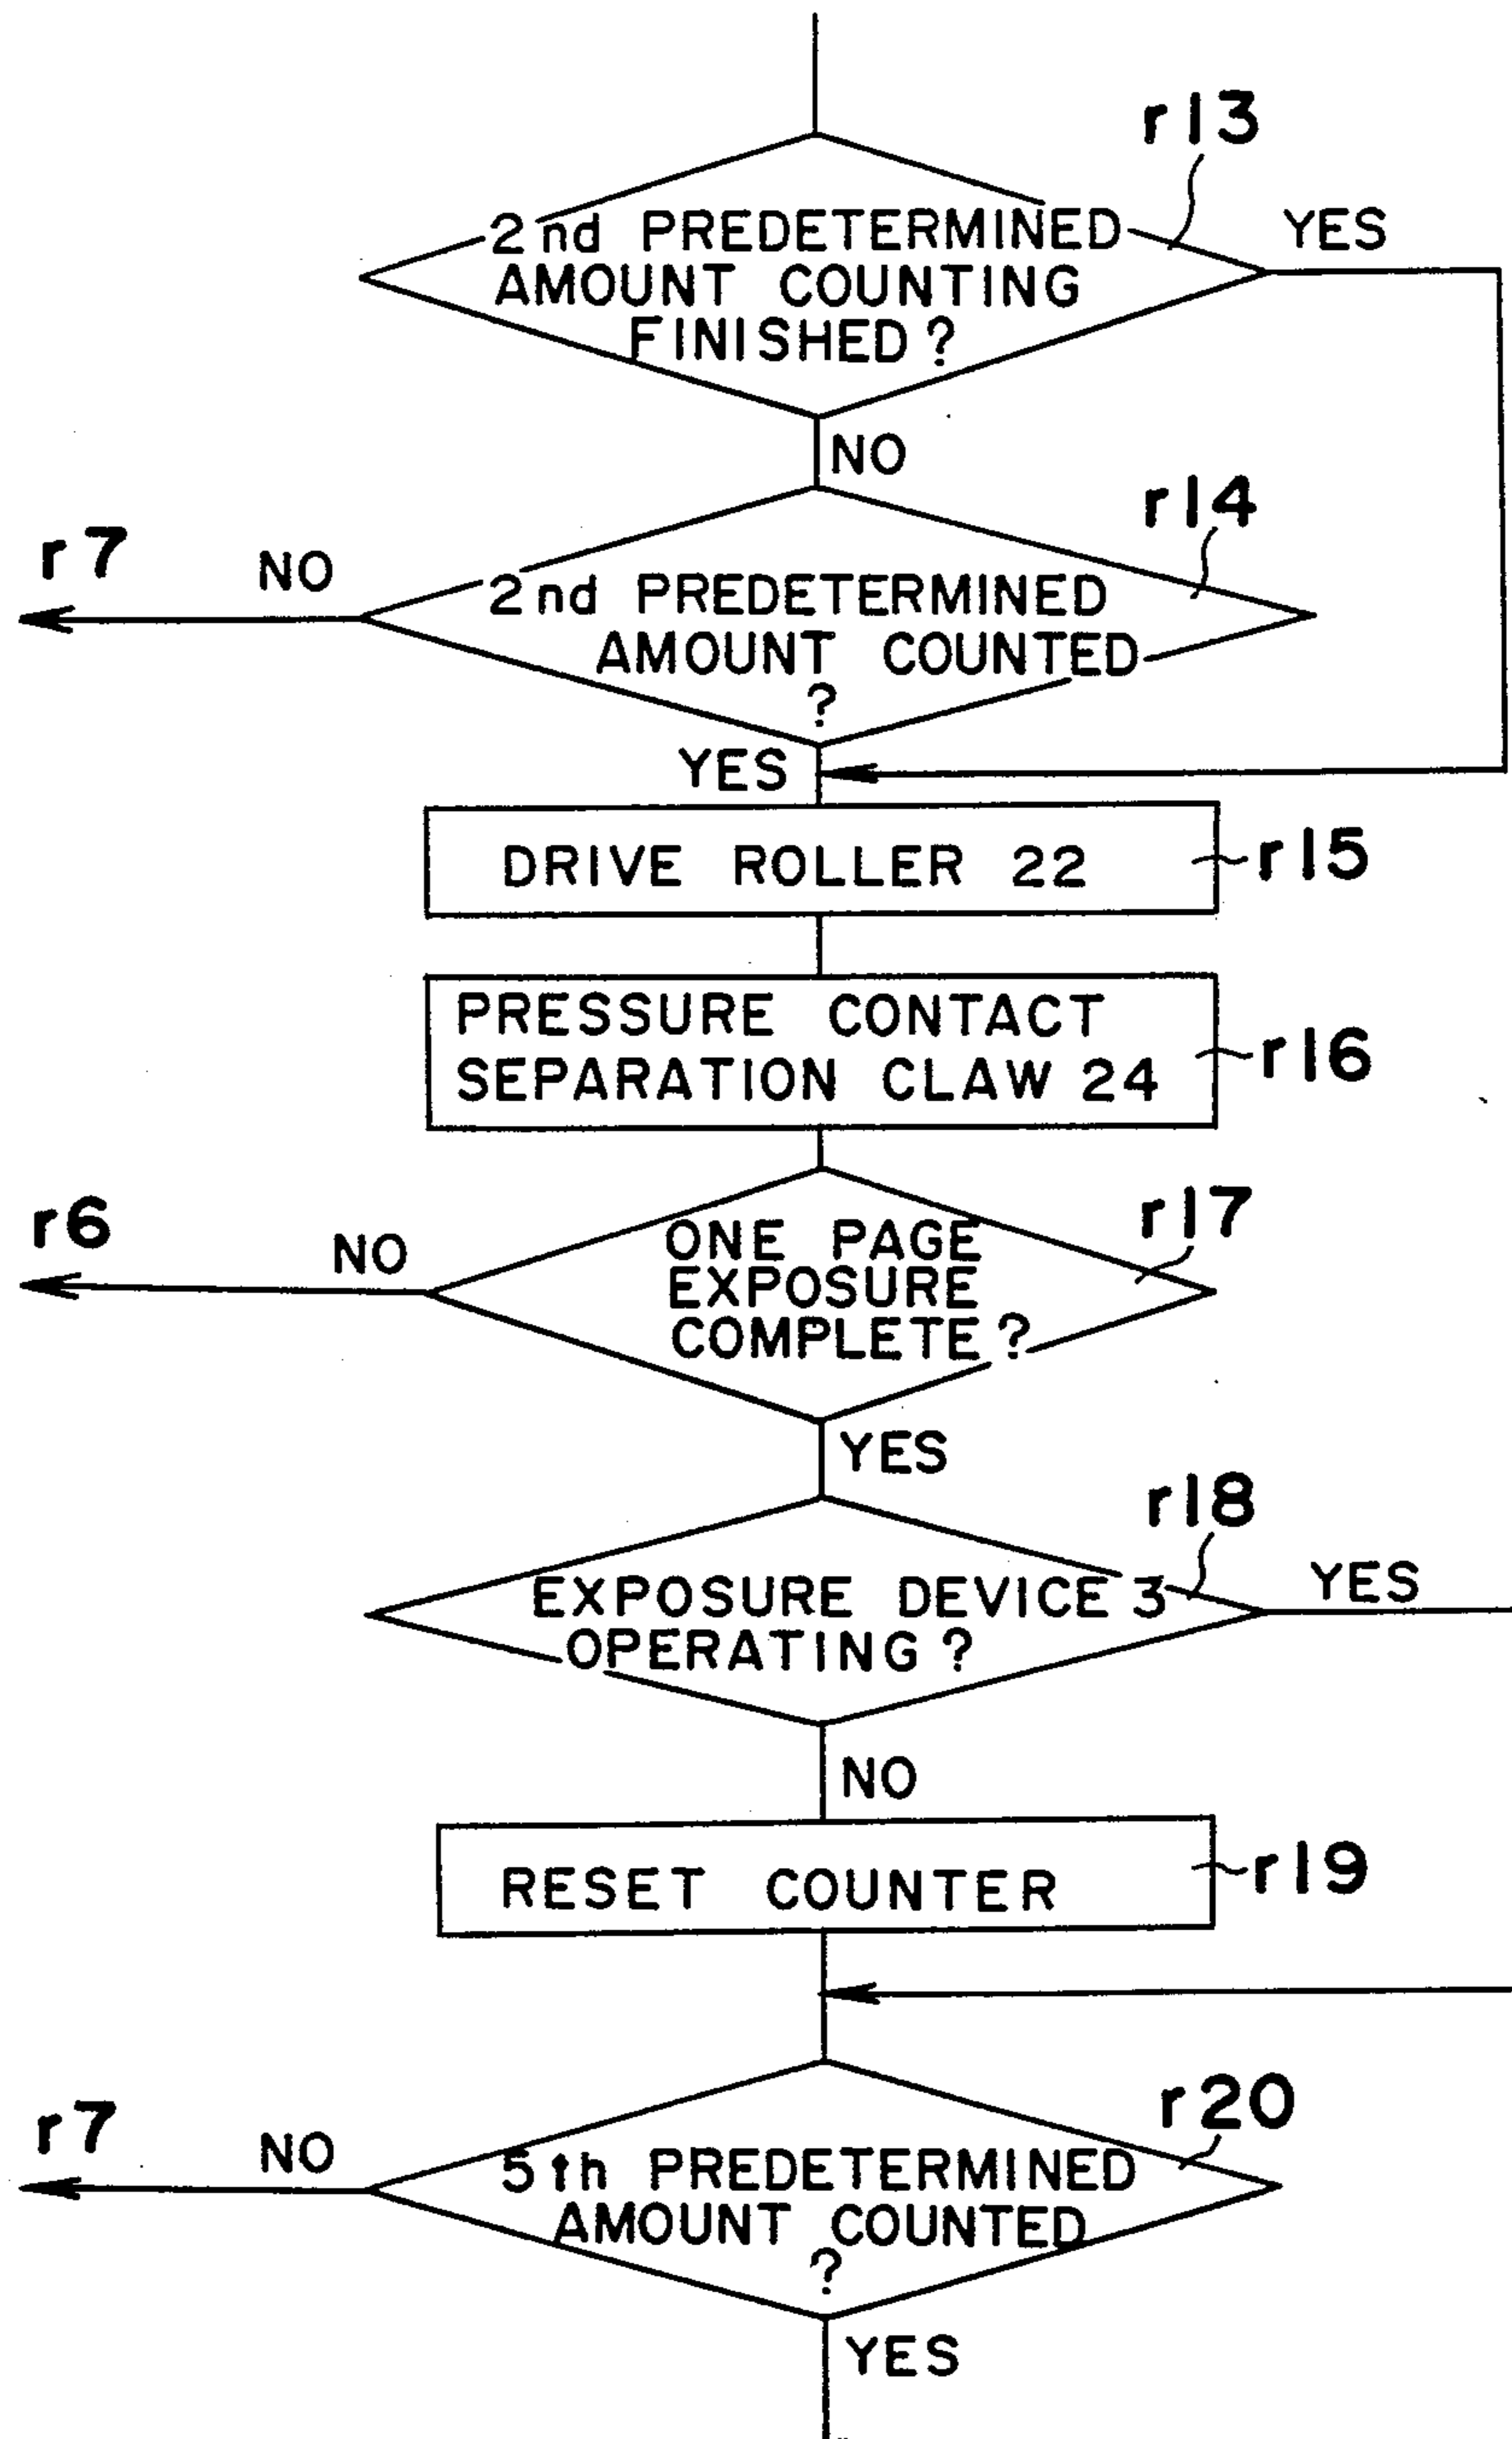 r13
2nd PREDETERMINED
AMOUNT COUNTING
FINISHED?
YES
NO
r14
r7
NO
2nd PREDETERMINED
AMOUNT COUNTED
?
YES
DRIVE ROLLER 22
r15
PRESSURE CONTACT
SEPARATION CLAW 24
r16
r6
NO
r17
ONE PAGE
EXPOSURE
COMPLETE?
YES
r18
EXPOSURE DEVICE 3
OPERATING?
YES
NO
RESET COUNTER
r19
r20
r7
NO
5th PREDETERMINED
AMOUNT COUNTED
?
YES